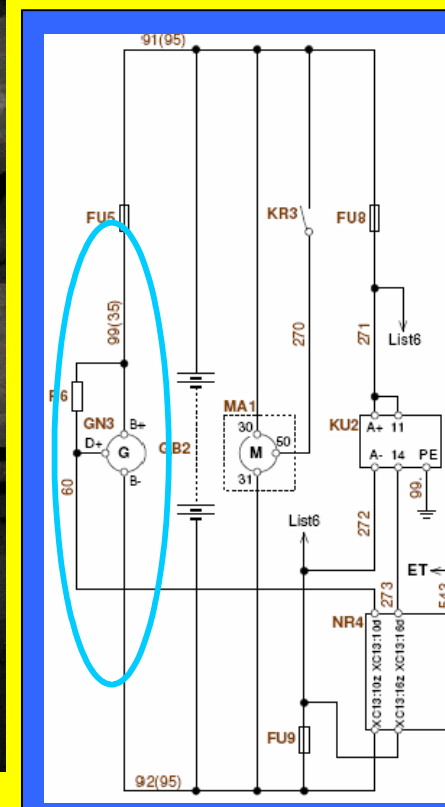 91(95)
FU5
KR3
FU8
99(35)
270
271
List6
GN3
B+
MA1
30
50
KU2
A+ 11
D+
G
GB2
M
A- 14 PE
60
B-
31
272
99.
List6
ET
273
NR4
XC13:10z XC13:10d
XC13:16z XC13:16d
FU9
92(95)